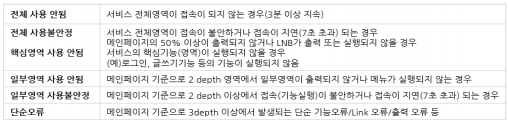 전체 사용 안됨
서비스 전체영역이 접속이 되지 않는 경우(3분 이상 지속)
전체 사용불안정
핵심영역 사용 안됨
서비스 전체영역이 접속이 불안하거나 접속이 지연(7초 초과) 되는 경우
메인페이지의 50% 이상이 출력되지 않거나 LNB가 출력 또는 실행되지 않을 경우
서비스의 핵심기능(영역)이 실행되지 않을 경우
(예)로그인, 글쓰기기능 등의 기능이 실행되지 않음
일부영역 사용 안됨
메인페이지 기준으로 2 depth 영역에서 일부영역이 출력되지 않거나 메뉴가 실행되지 않는 경우
일부영역 사용불안정
메인페이지 기준으로 2 depth 이상에서 접속(기능실행)이 불안하거나 접속이 지연(7초 초과) 되는 경우
단순오류
메인페이지 기준으로 3depth 이상에서 발생되는 단순 기능오류/Link 오류/출력 오류 등